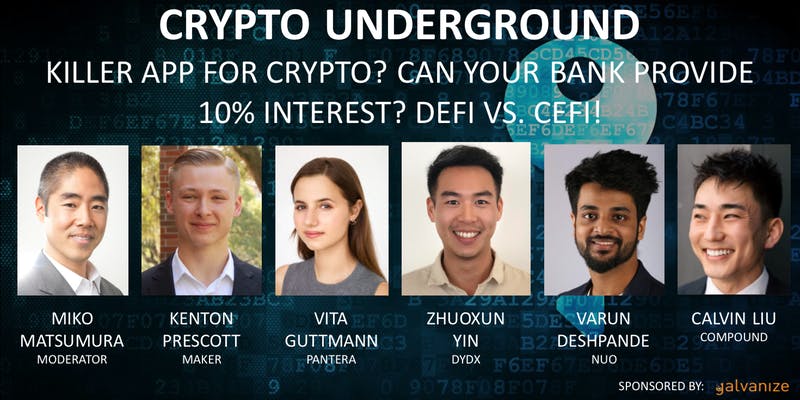 CRYPTO UNDERGROUND
KILLER APP FOR CRYPTO? CAN YOUR BANK PROVIDE
10% INTEREST? DEFI VS. CEFI!
MIKO
MATSUMURA
MODERATOR
KENTON
PRESCOTT
MAKER
VITA
GUTTMANN
PANTERA
ZHUOXUN
YIN
DYDX
VARUN
DESHPANDE
NUO
CALVIN LIU
COMPOUND
SPONSORED BY: galvanize